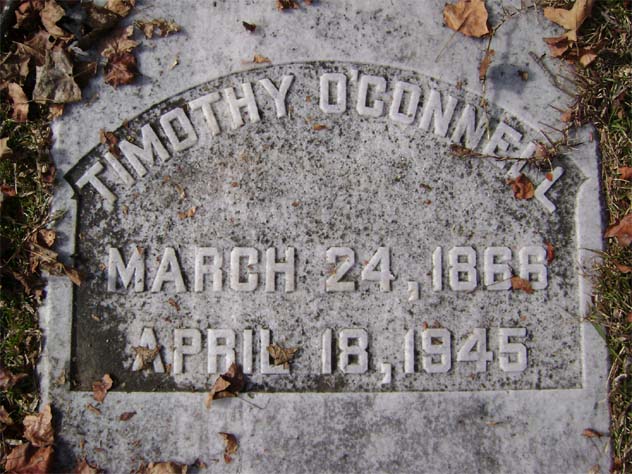 TIMOTHY O'CONNELL
MARCH 24, 1866
APRIL 18, 1945